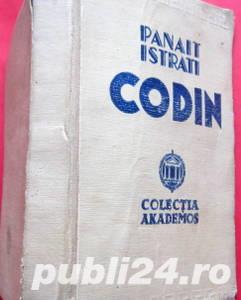 PANAIT
ISTRATI
CODIN
COLECȚIA
AKADEMOS
publi24.ro